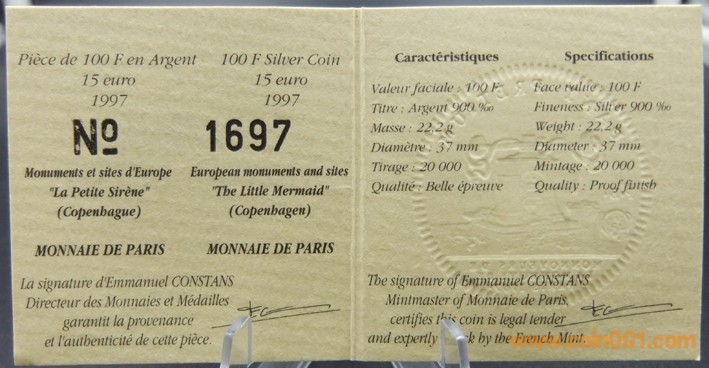 Pièce de 100 F en Argent
15 euro
1997
100 F Silver Coin
15 euro
1997
No 1697
Monuments et sites d'Europe
"La Petite Sirène"
(Copenhague)
European monuments and sites
"The Little Mermaid"
(Copenhagen)
MONNAIE DE PARIS
MONNAIE DE PARIS
La signature d'Emmanuel CONSTANS
Directeur des Monnaies et Médailles
garantit la provenance
et l'authenticité de cette pièce.
Caractéristiques
Valeur faciale : 100 F
Titre : Argent 900 ‰
Masse : 22,2 g
Diamètre : 37 mm
Tirage : 20 000
Qualité : Belle épreuve
Specifications
Face value : 100 F
Fineness : Silver 900 ‰
Weight : 22,2 g
Diameter : 37 mm
Mintage : 20 000
Quality : Proof finish
The signature of Emmanuel CONSTANS
Mintmaster of Monnaie de Paris,
certifies this coin is legal tender
and expertly by the French Mint.